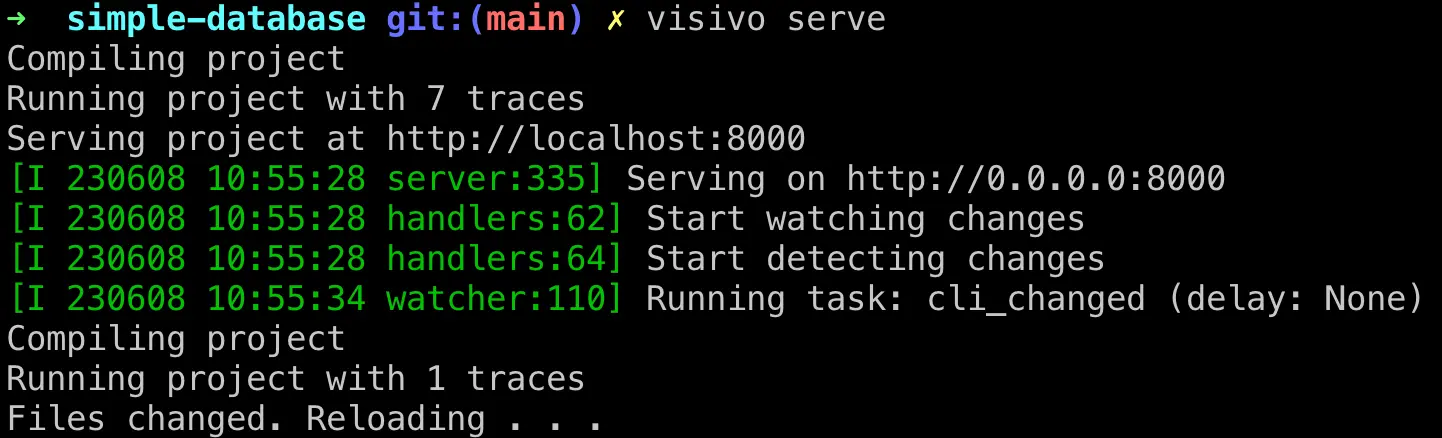 ➜  simple-database git:(main) ✗ visivo serve
Compiling project
Running project with 7 traces
Serving project at http://localhost:8000
[I 230608 10:55:28 server:335] Serving on http://0.0.0.0:8000
[I 230608 10:55:28 handlers:62] Start watching changes
[I 230608 10:55:28 handlers:64] Start detecting changes
[I 230608 10:55:34 watcher:110] Running task: cli_changed (delay: None)
Compiling project
Running project with 1 traces
Files changed. Reloading . . .